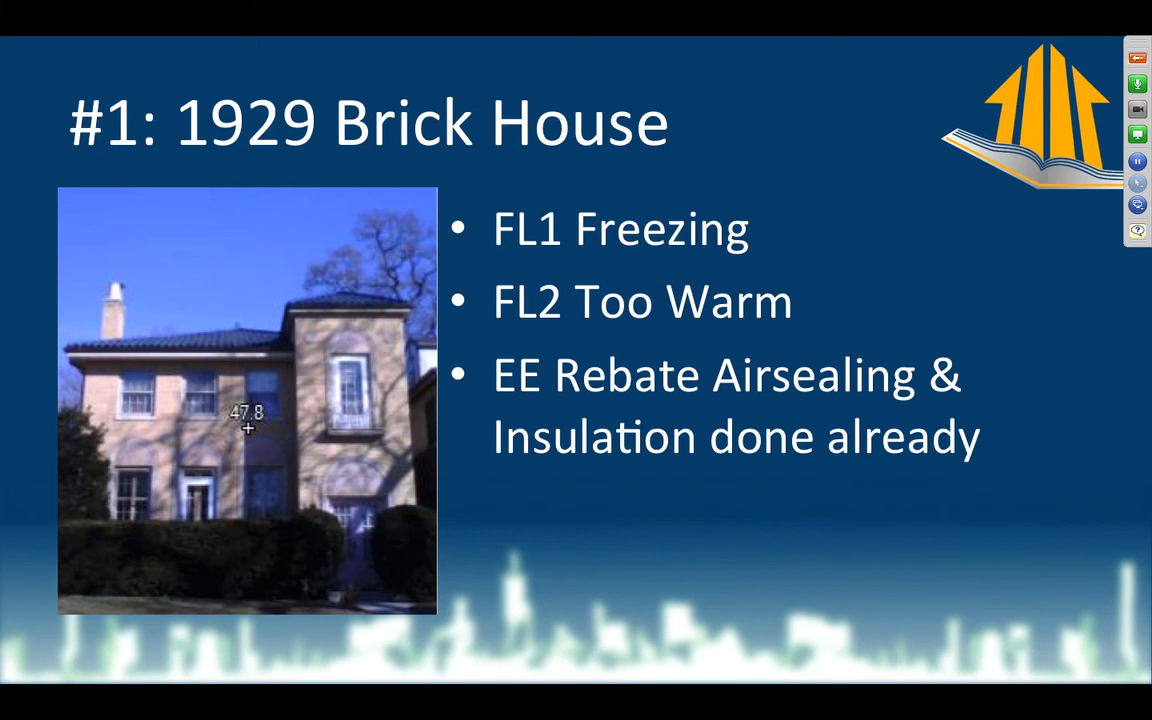 #1: 1929 Brick House
• FL1 Freezing
• FL2 Too Warm
• EE Rebate Airsealing &
Insulation done already
47.8